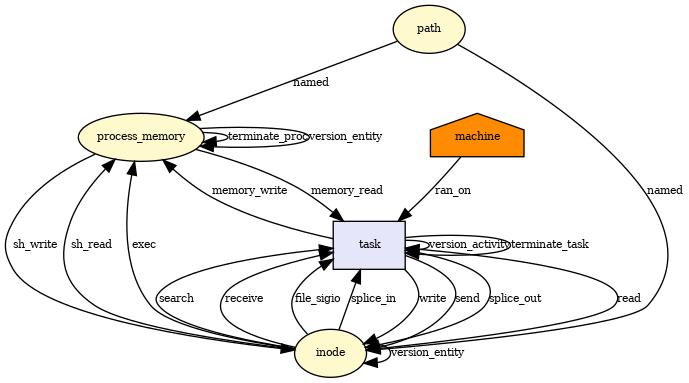 path
named
process_memory
terminate_proc
version_entity
machine
memory_write
memory_read
ran_on
named
sh_write
sh_read
exec
task
version_activity
terminate_task
search
receive
file_sigio
splice_in
write
send
splice_out
read
inode
version_entity